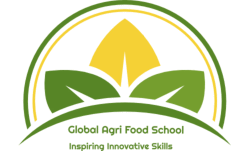 Global Agri Food School
Inspiring Innovative Skills